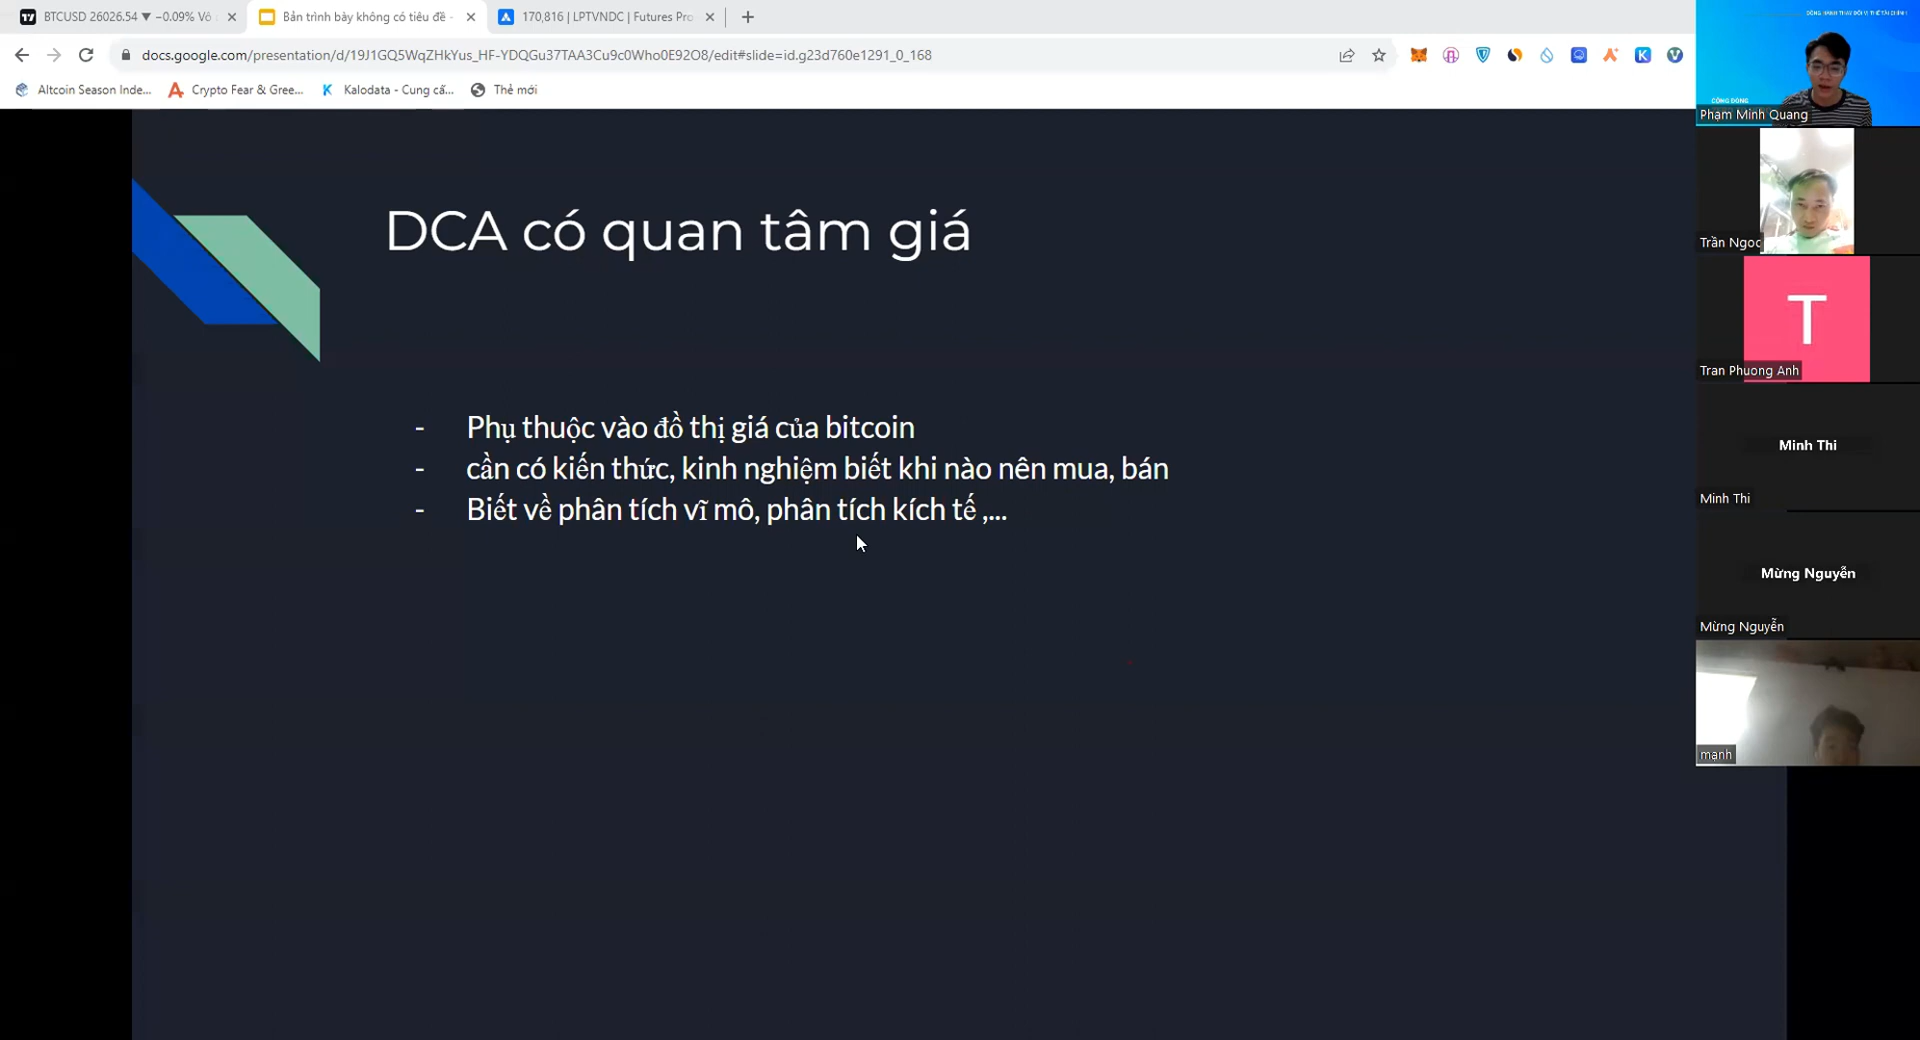 BTCUSD 26026.54 ▼ −0.09% Vô
Bản trình bày không có tiêu đề -
170,816 | LPTVNDC | Futures Pro
docs.google.com/presentation/d/19J1GQ5WqZHkYus_HF-YDQGu37TAA3Cu9c0Who0E92O8/edit#slide=id.g23d760e1291_0_168
Altcoin Season Inde...
Crypto Fear & Gree...
Kalodata - Cung cấ...
Thẻ mới
DCA có quan tâm giá
- Phụ thuộc vào đồ thị giá của bitcoin
- cần có kiến thức, kinh nghiệm biết khi nào nên mua, bán
- Biết về phân tích vĩ mô, phân tích kích tế ,...
CỘNG ĐỒNG
Phạm Minh Quang
Trần Ngọc
T
Tran Phuong Anh
Minh Thi
Minh Thi
Mừng Nguyễn
Mừng Nguyễn
mạnh